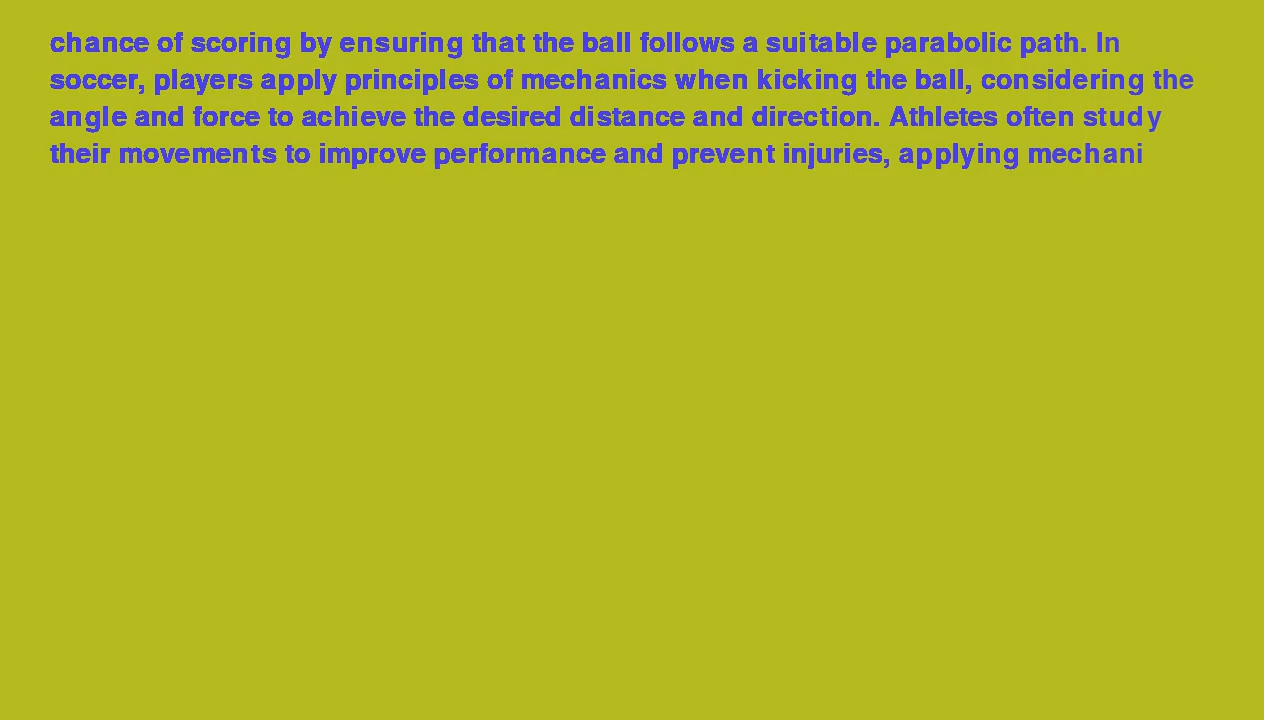 chance of scoring by ensuring that the ball follows a suitable parabolic path. In
soccer, players apply principles of mechanics when kicking the ball, considering the
angle and force to achieve the desired distance and direction. Athletes often study
their movements to improve performance and prevent injuries, applying mechani